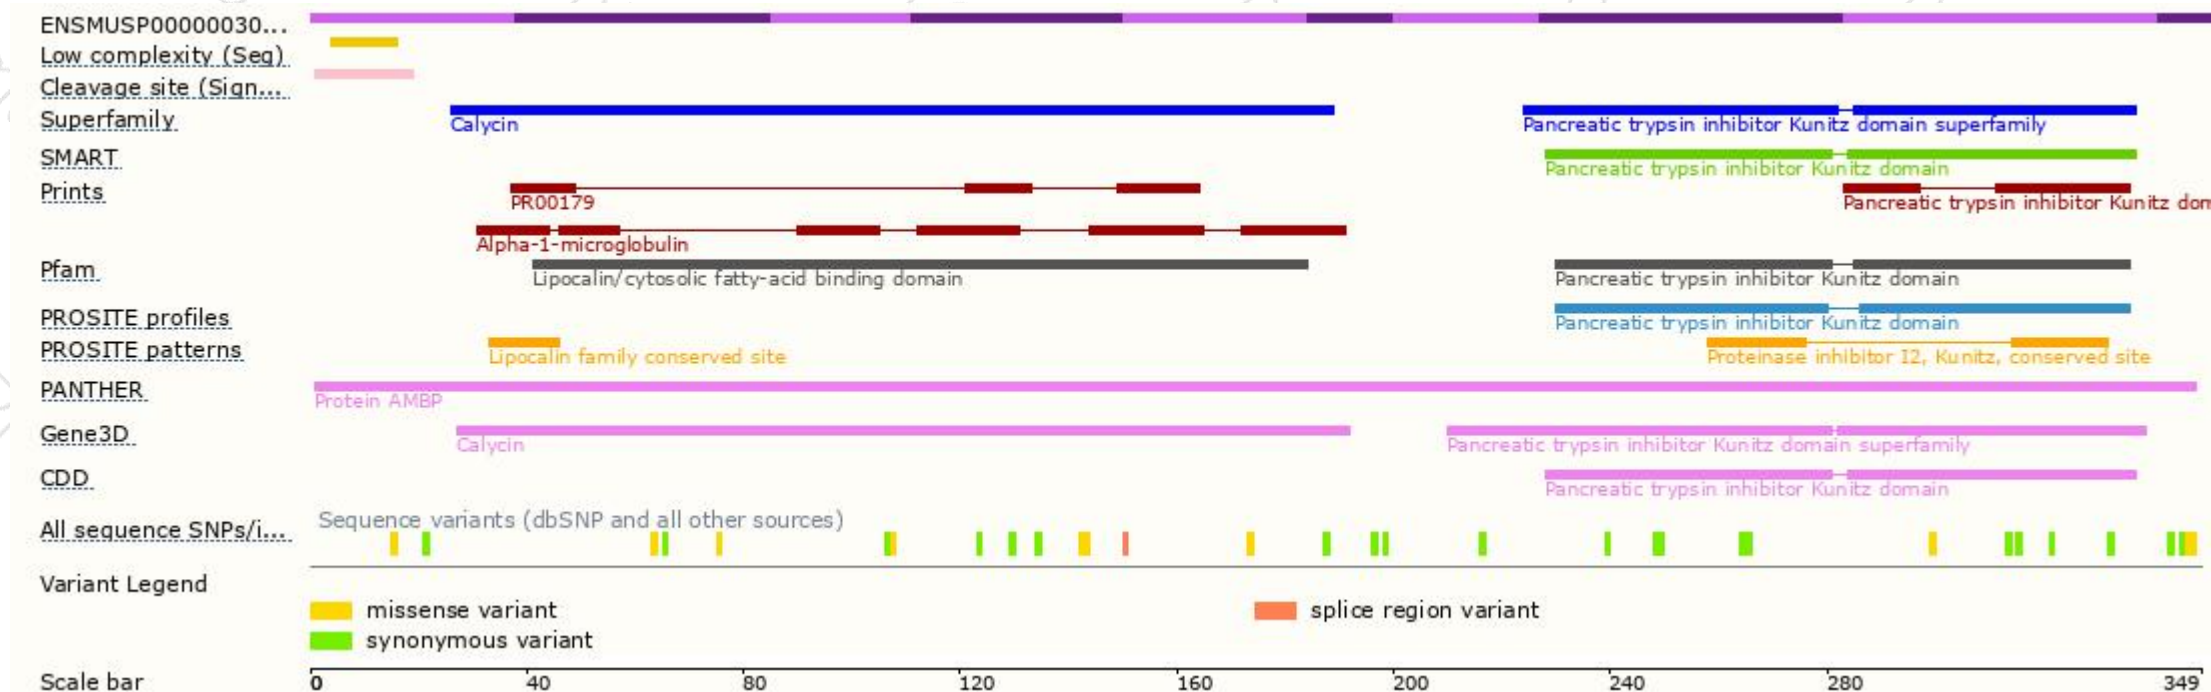 ENSMUSP00000030...
Low complexity (Seg)
Cleavage site (Sign...
Superfamily
Calycin
Pancreatic trypsin inhibitor Kunitz domain superfamily
SMART
Pancreatic trypsin inhibitor Kunitz domain
Prints
PR00179
Pancreatic trypsin inhibitor Kunitz dom
Alpha-1-microglobulin
Pfam
Lipocalin/cytosolic fatty-acid binding domain
Pancreatic trypsin inhibitor Kunitz domain
PROSITE profiles
Pancreatic trypsin inhibitor Kunitz domain
PROSITE patterns
Lipocalin family conserved site
Proteinase inhibitor I2, Kunitz, conserved site
PANTHER
Protein AMBP
Gene3D
Calycin
Pancreatic trypsin inhibitor Kunitz domain superfamily
CDD
Pancreatic trypsin inhibitor Kunitz domain
All sequence SNPs/i...
Sequence variants (dbSNP and all other sources)
Variant Legend
missense variant
splice region variant
synonymous variant
Scale bar
0 40 80 120 160 200 240 280 349